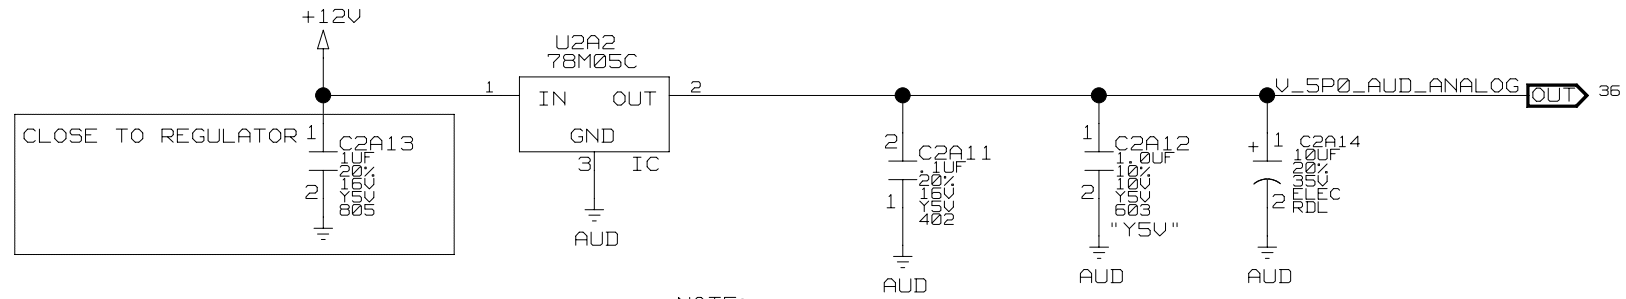 +12V
U2A2
78M05C
1
IN
OUT
2
GND
3
IC
AUD
CLOSE TO REGULATOR
1
C2A13
1UF
20%
16V
Y5V
805
2
2
C2A11
.1UF
20%
16V
Y5V
402
1
AUD
1
C2A12
1.0UF
10%
10V
Y5V
603
"Y5V"
2
AUD
+
1
C2A14
10UF
20%
35V
ELEC
RDL
2
AUD
V_5P0_AUD_ANALOG
OUT
36
NOTE: